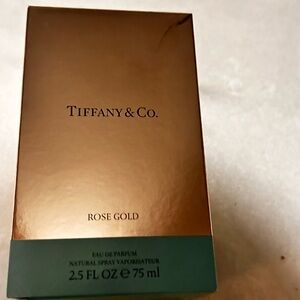 TIFFANY & CO.
ROSE GOLD
EAU DE PARFUM
NATURAL SPRAY VAPORISATEUR
2.5 FL OZ ℮ 75 ml